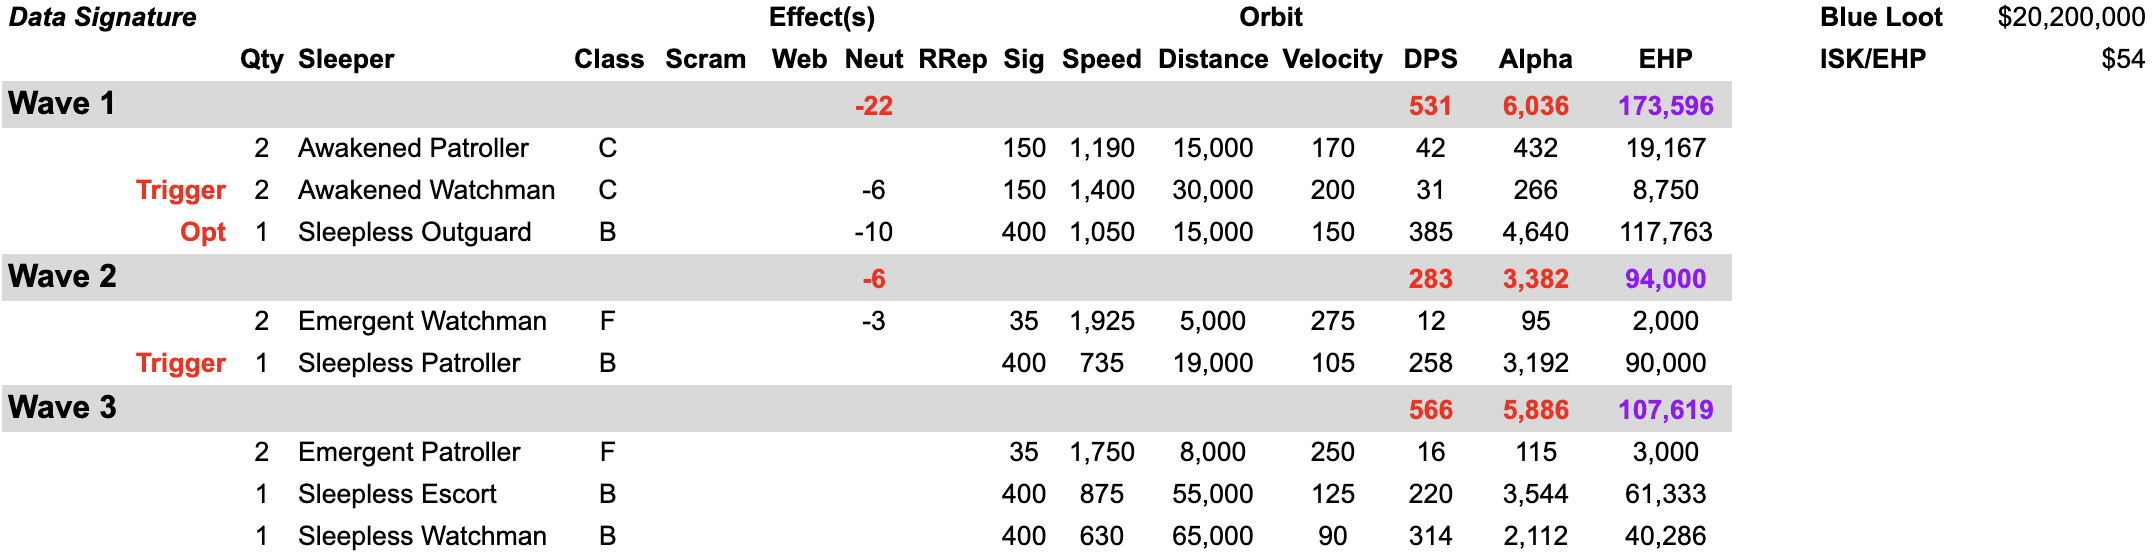 Data Signature Effect(s) Orbit Blue Loot $20,200,000
Qty Sleeper Class Scram Web Neut RRep Sig Speed Distance Velocity DPS Alpha EHP ISK/EHP $54
Wave 1 -22 531 6,036 173,596
2 Awakened Patroller C 150 1,190 15,000 170 42 432 19,167
Trigger 2 Awakened Watchman C -6 150 1,400 30,000 200 31 266 8,750
Opt 1 Sleepless Outguard B -10 400 1,050 15,000 150 385 4,640 117,763
Wave 2 -6 283 3,382 94,000
2 Emergent Watchman F -3 35 1,925 5,000 275 12 95 2,000
Trigger 1 Sleepless Patroller B 400 735 19,000 105 258 3,192 90,000
Wave 3 566 5,886 107,619
2 Emergent Patroller F 35 1,750 8,000 250 16 115 3,000
1 Sleepless Escort B 400 875 55,000 125 220 3,544 61,333
1 Sleepless Watchman B 400 630 65,000 90 314 2,112 40,286